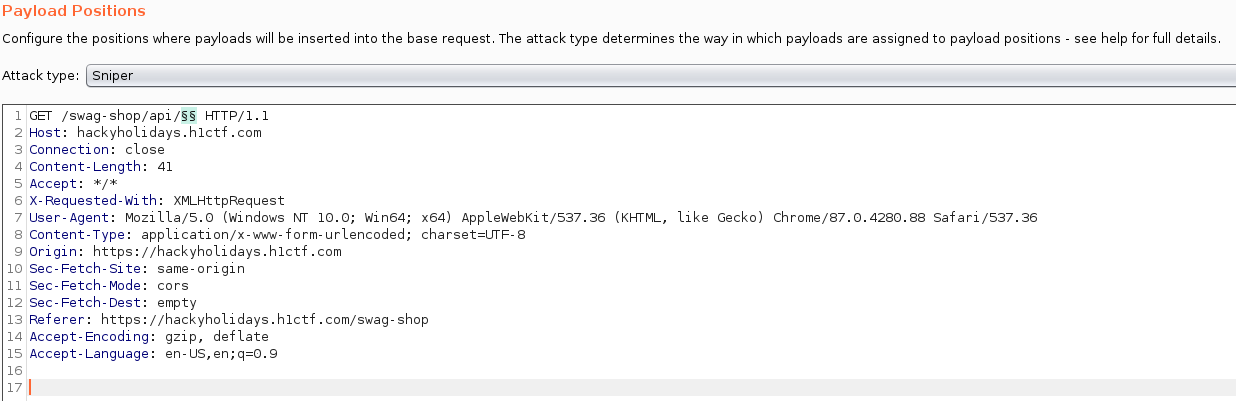 Payload Positions
Configure the positions where payloads will be inserted into the base request. The attack type determines the way in which payloads are assigned to payload positions - see help for full details.
Attack type: Sniper
1 GET /swag-shop/api/§§ HTTP/1.1
2 Host: hackyholidays.h1ctf.com
3 Connection: close
4 Content-Length: 41
5 Accept: */*
6 X-Requested-With: XMLHttpRequest
7 User-Agent: Mozilla/5.0 (Windows NT 10.0; Win64; x64) AppleWebKit/537.36 (KHTML, like Gecko) Chrome/87.0.4280.88 Safari/537.36
8 Content-Type: application/x-www-form-urlencoded; charset=UTF-8
9 Origin: https://hackyholidays.h1ctf.com
10 Sec-Fetch-Site: same-origin
11 Sec-Fetch-Mode: cors
12 Sec-Fetch-Dest: empty
13 Referer: https://hackyholidays.h1ctf.com/swag-shop
14 Accept-Encoding: gzip, deflate
15 Accept-Language: en-US,en;q=0.9
16
17